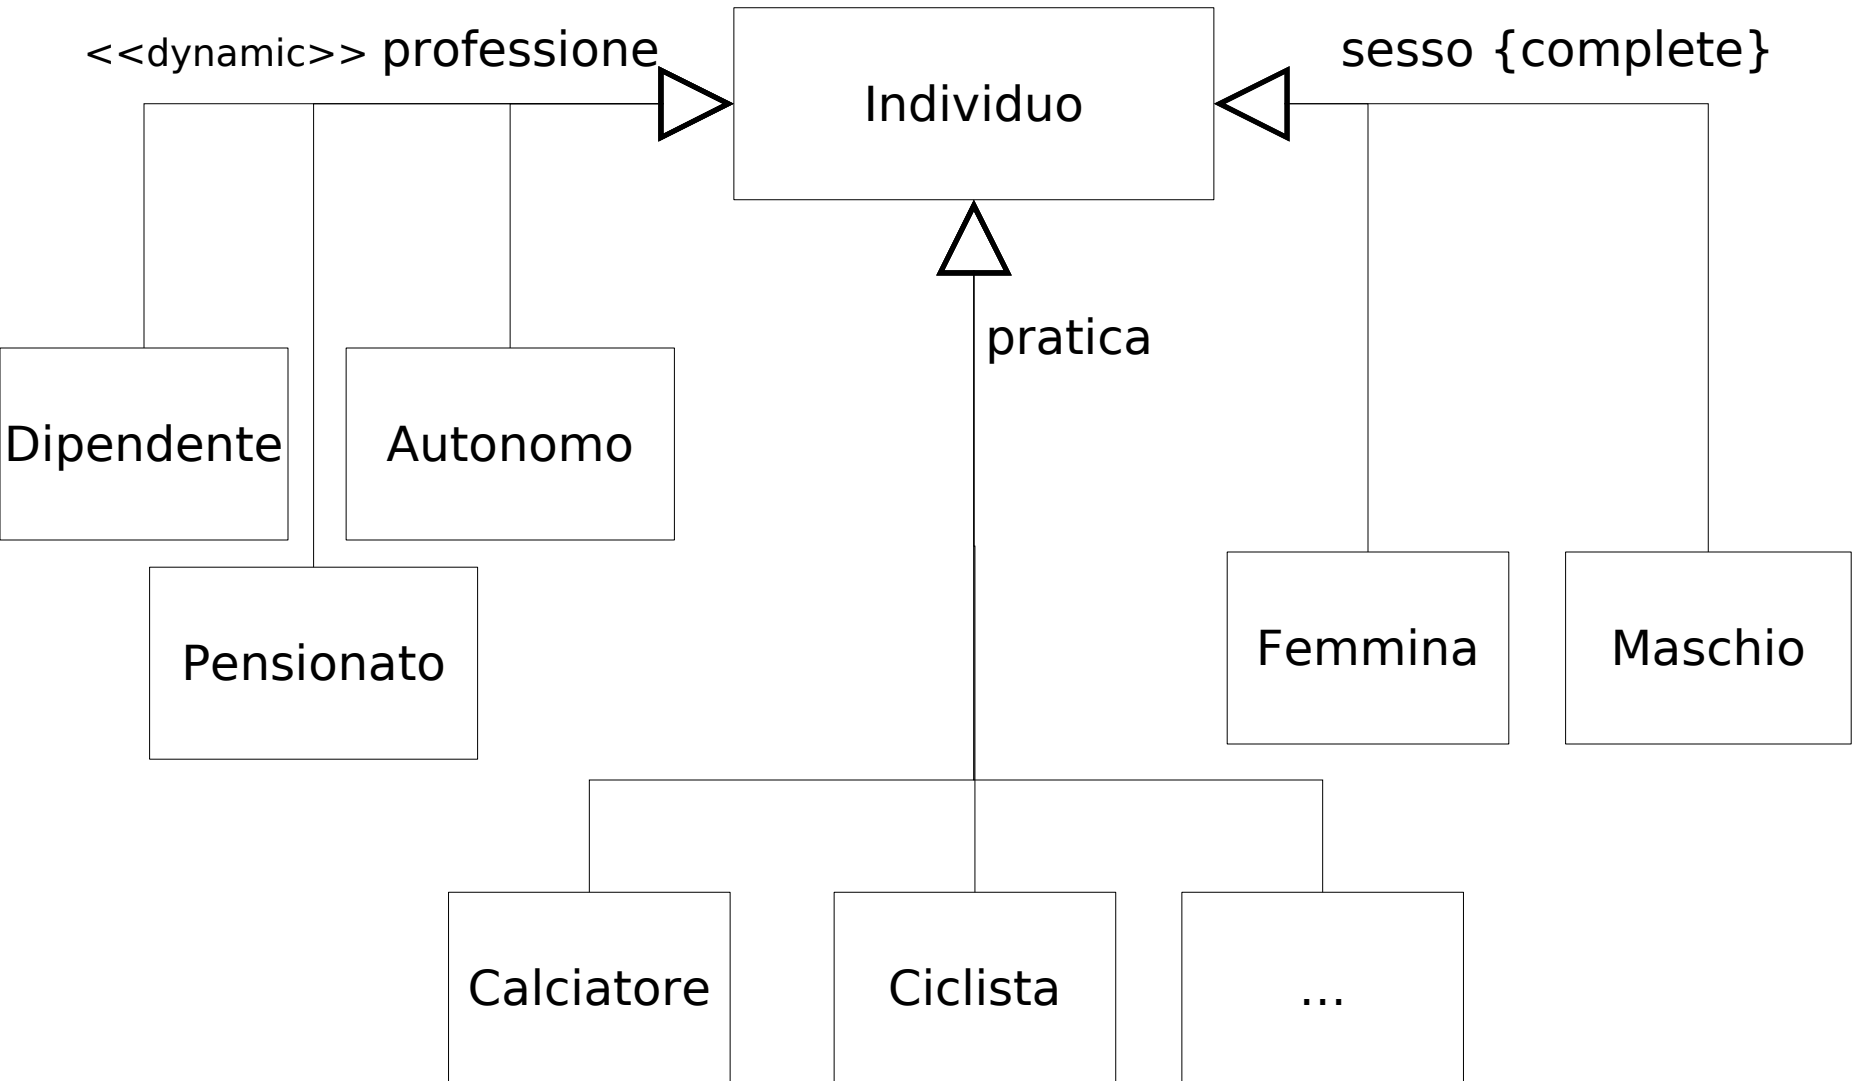 <<dynamic>> professione
Individuo
sesso {complete}
pratica
Dipendente
Autonomo
Pensionato
Femmina
Maschio
Calciatore
Ciclista
...